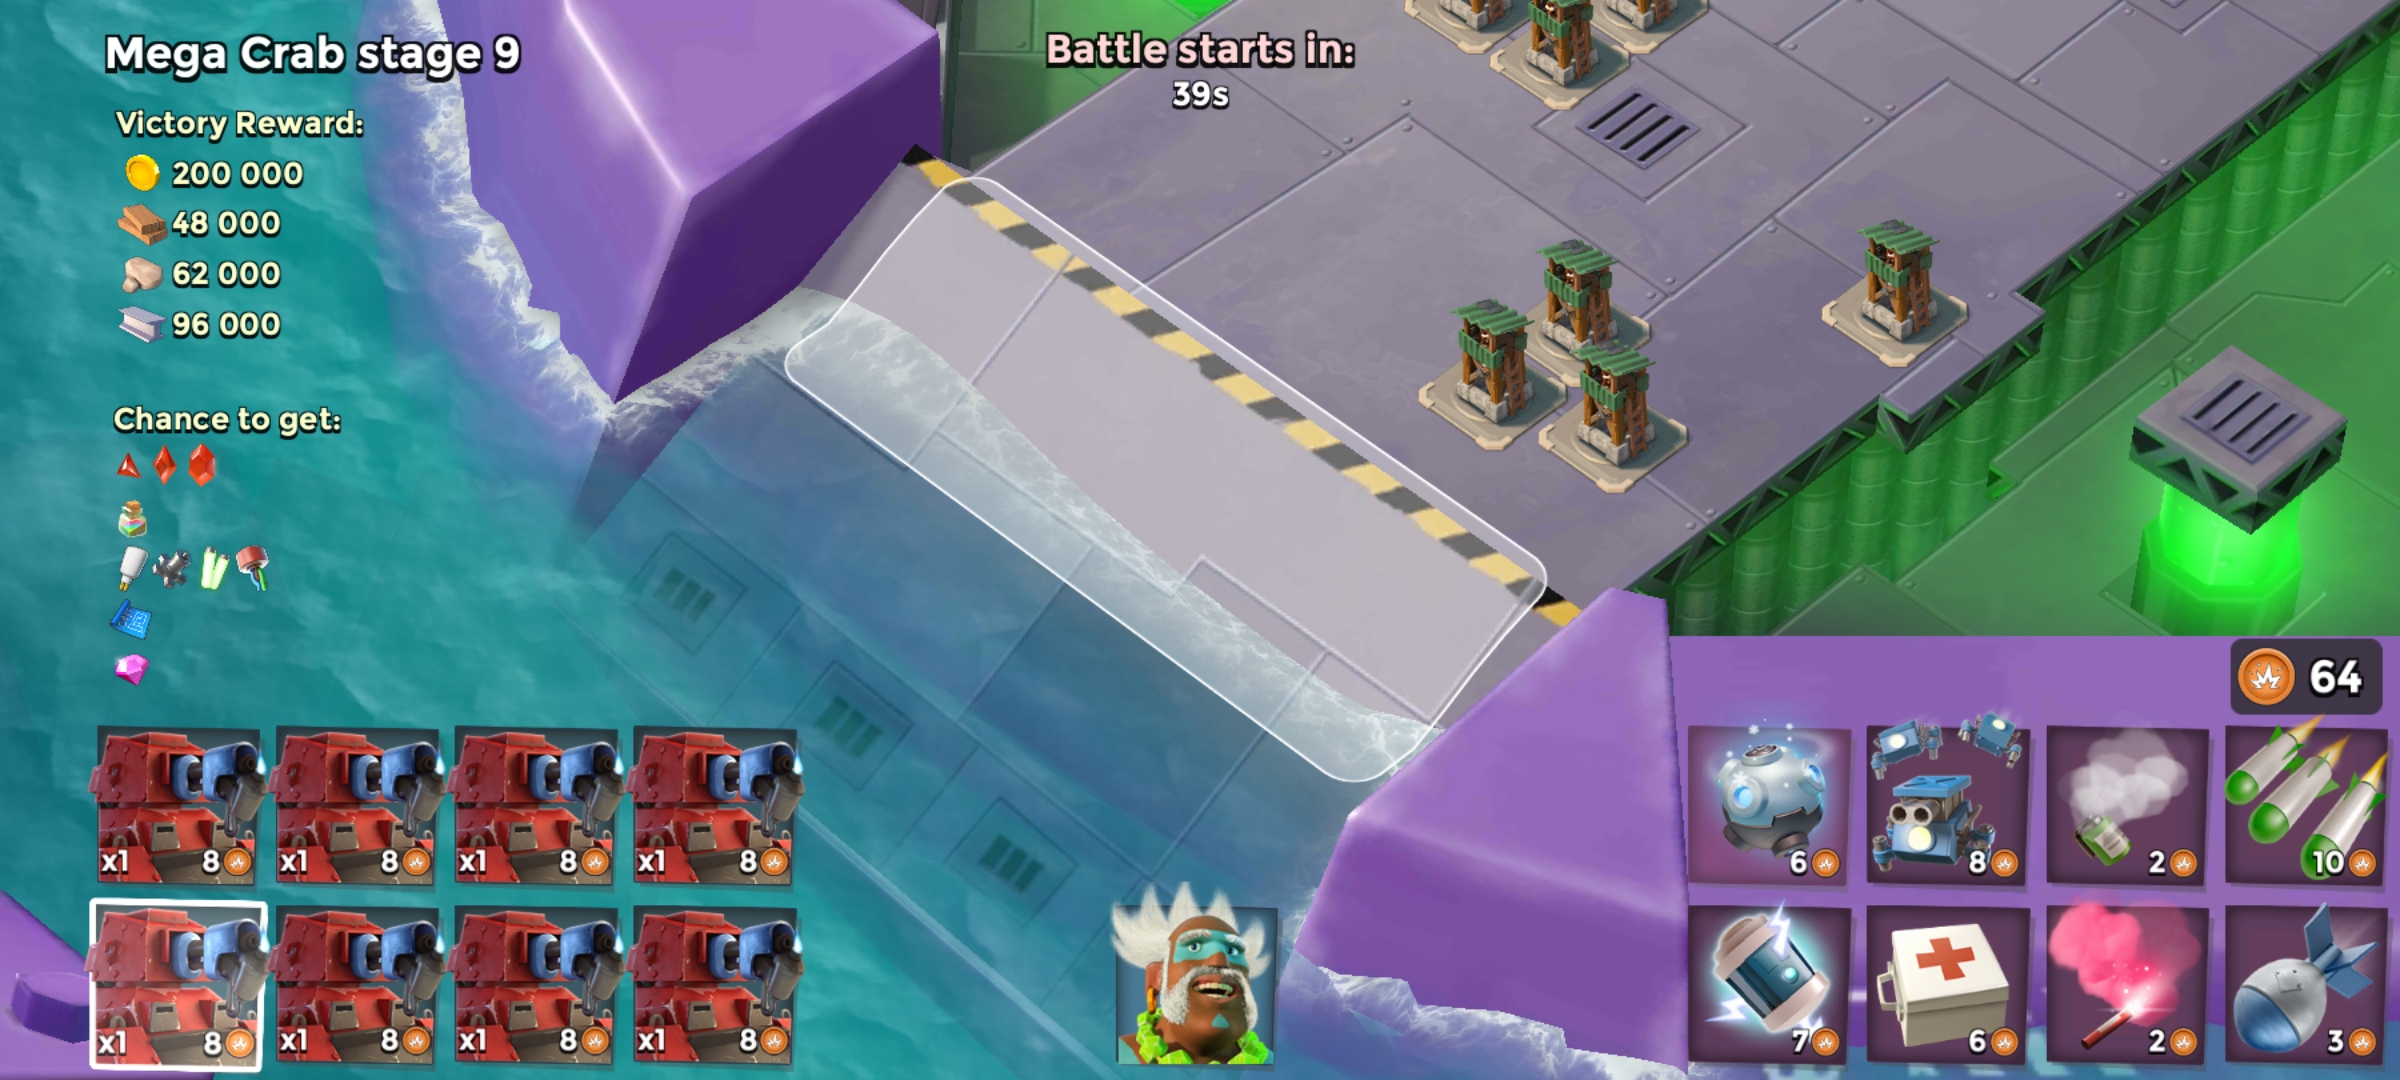 Mega Crab stage 9
Battle starts in:
39s
Victory Reward:
200 000
48 000
62 000
96 000
Chance to get:
64
x1 8
x1 8
x1 8
x1 8
6
8
2
10
x1 8
x1 8
x1 8
x1 8
7
6
2
3